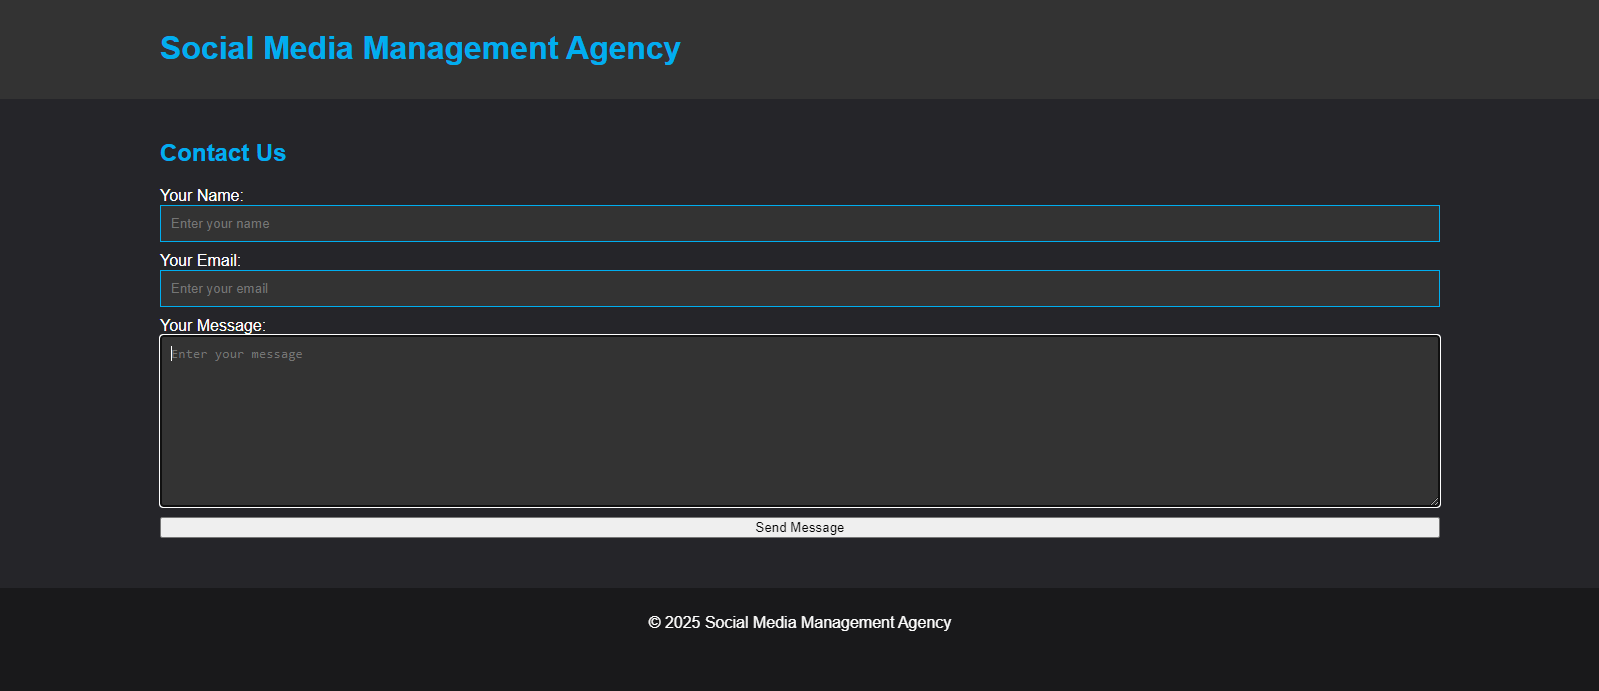 Social Media Management Agency
Contact Us
Your Name:
Enter your name
Your Email:
Enter your email
Your Message:
Enter your message
Send Message
© 2025 Social Media Management Agency